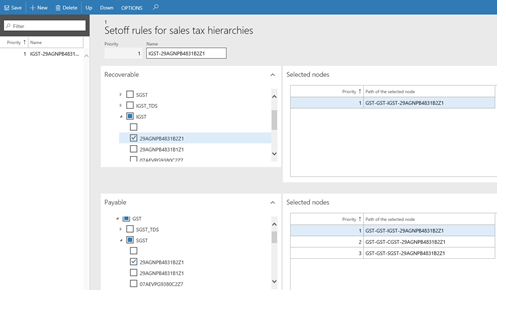 Save + New Delete Up Down OPTIONS
Filter
Priority ↑ Name
1 IGST-29AGNPB4831...
1
Setoff rules for sales tax hierarchies
Priority Name
1 IGST-29AGNPB4831B2Z1
Recoverable
SGST
IGST_TDS
IGST
29AGNPB4831B2Z1
29AGNPB4831B1Z1
Selected nodes
Priority ↑ Path of the selected node
1 GST-GST-IGST-29AGNPB4831B2Z1
Payable
GST
SGST_TDS
SGST
29AGNPB4831B2Z1
29AGNPB4831B1Z1
07AEVPG9380C2Z7
Selected nodes
Priority ↑ Path of the selected node
1 GST-GST-IGST-29AGNPB4831B2Z1
2 GST-GST-CGST-29AGNPB4831B2Z1
3 GST-GST-SGST-29AGNPB4831B2Z1